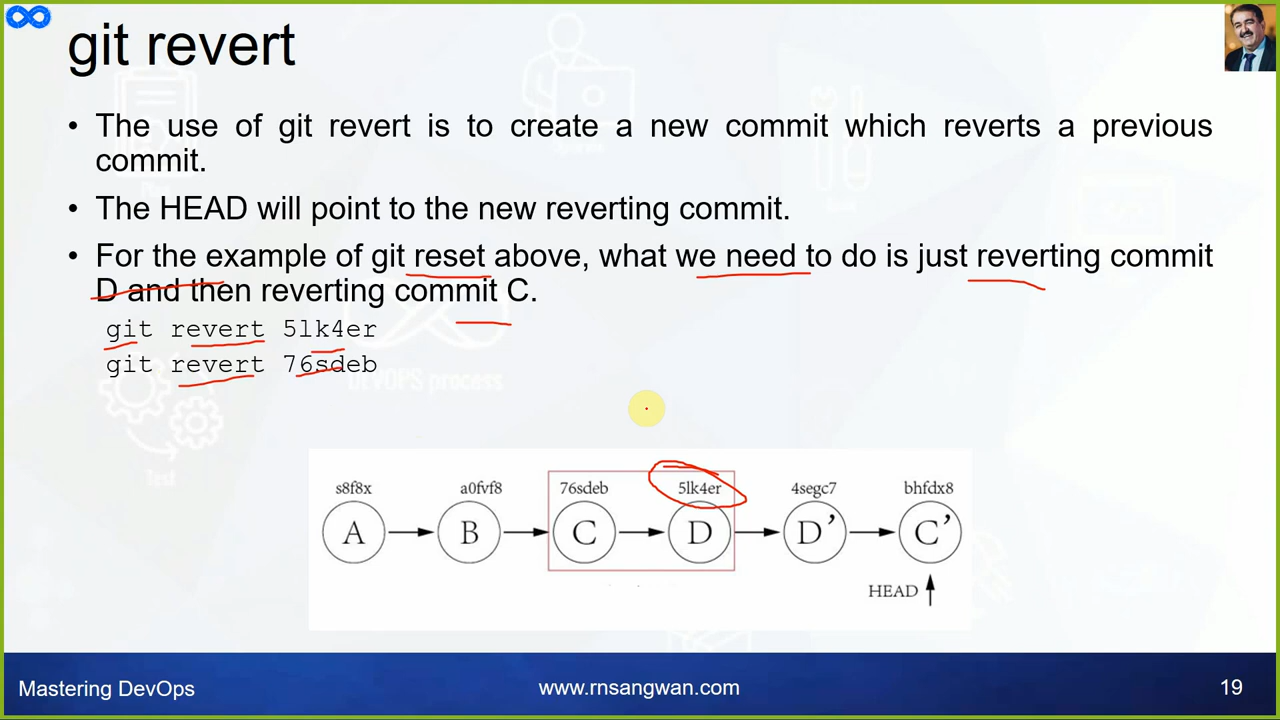 git revert
• The use of git revert is to create a new commit which reverts a previous
commit.
• The HEAD will point to the new reverting commit.
• For the example of git reset above, what we need to do is just reverting commit
D and then reverting commit C.
git revert 5lk4er
git revert 76sdeb
DEVOPS process
Test
s8f8x a0fvf8 76sdeb 5lk4er 4segc7 bhfdx8
A B C D D’ C’
HEAD
Mastering DevOps www.rnsangwan.com 19